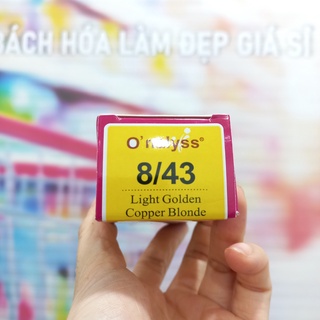 BÁCH HÓA LÀM ĐẸP GIÁ SỈ
8/43
Light Golden
Copper Blonde